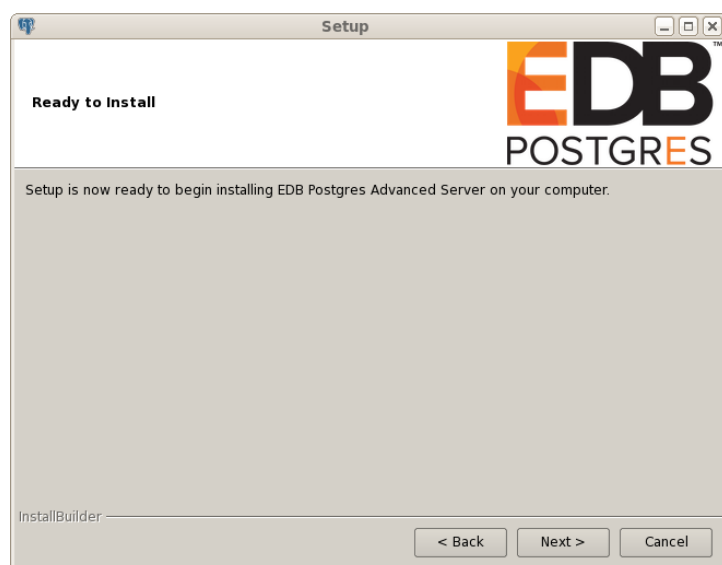 Setup
EDB™
POSTGRES
Ready to Install
Setup is now ready to begin installing EDB Postgres Advanced Server on your computer.
InstallBuilder
< Back
Next >
Cancel